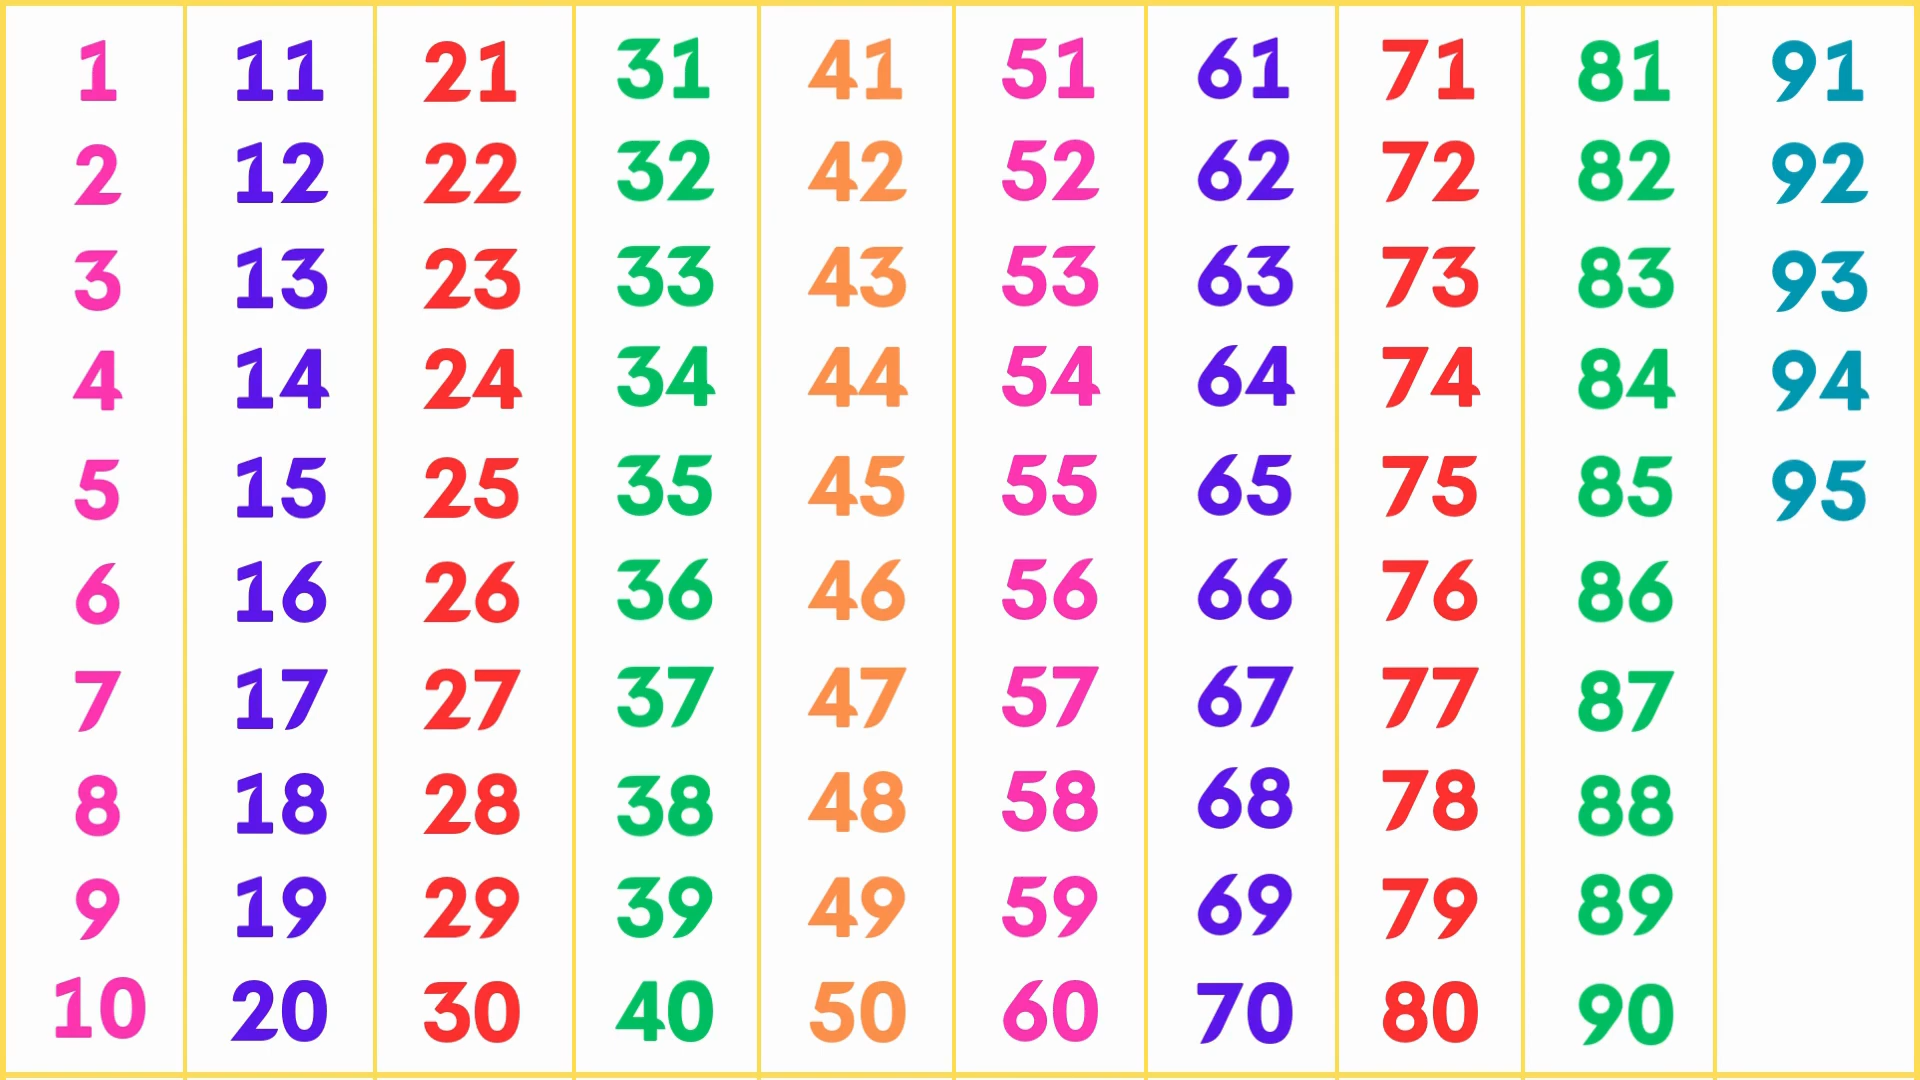 1 11 21 31 41 51 61 71 81 91
2 12 22 32 42 52 62 72 82 92
3 13 23 33 43 53 63 73 83 93
4 14 24 34 44 54 64 74 84 94
5 15 25 35 45 55 65 75 85 95
6 16 26 36 46 56 66 76 86
7 17 27 37 47 57 67 77 87
8 18 28 38 48 58 68 78 88
9 19 29 39 49 59 69 79 89
10 20 30 40 50 60 70 80 90